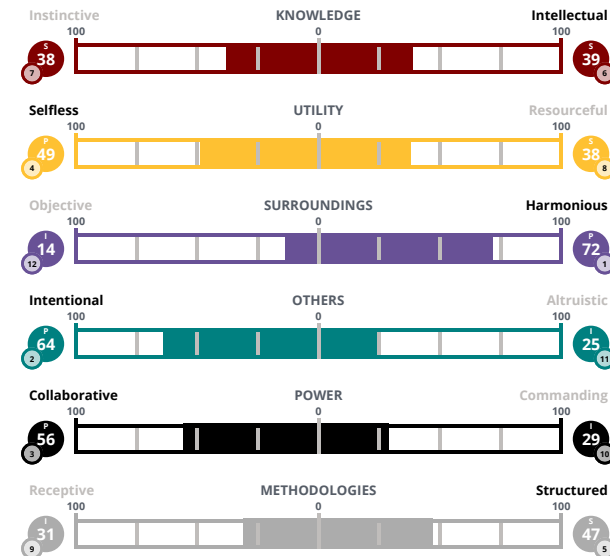 Instinctive KNOWLEDGE Intellectual
100 0 100
S 38 7 S 39 6
Selfless UTILITY Resourceful
100 0 100
P 49 4 S 38 8
Objective SURROUNDINGS Harmonious
100 0 100
I 14 12 P 72 1
Intentional OTHERS Altruistic
100 0 100
P 64 2 I 25 11
Collaborative POWER Commanding
100 0 100
P 56 3 I 29 10
Receptive METHODOLOGIES Structured
100 0 100
I 31 9 S 47 5